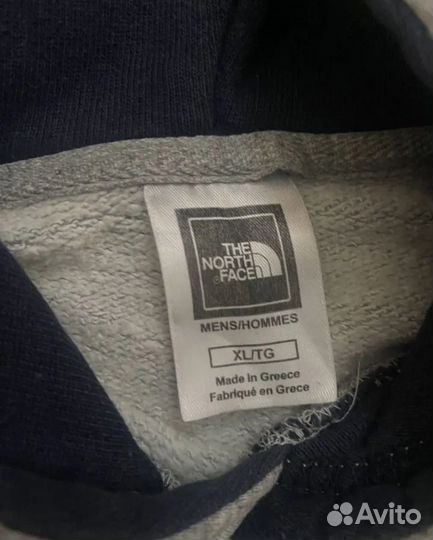 THE
NORTH
FACE
MENS/HOMMES
XL/TG
Made in Greece
Fabriqué en Grece
Avito